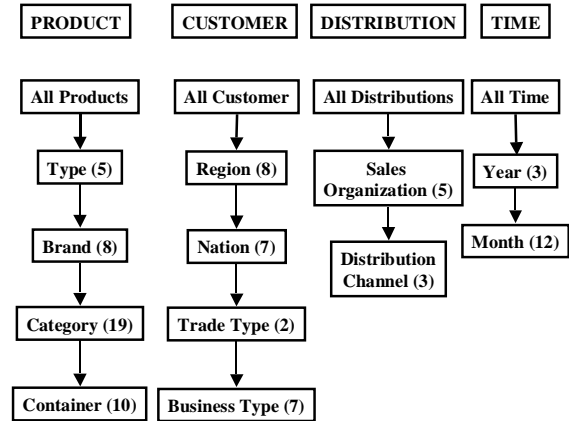 PRODUCT
CUSTOMER
DISTRIBUTION
TIME
All Products
All Customer
All Distributions
All Time
Type (5)
Region (8)
Sales
Organization (5)
Year (3)
Brand (8)
Nation (7)
Distribution
Channel (3)
Month (12)
Category (19)
Trade Type (2)
Container (10)
Business Type (7)